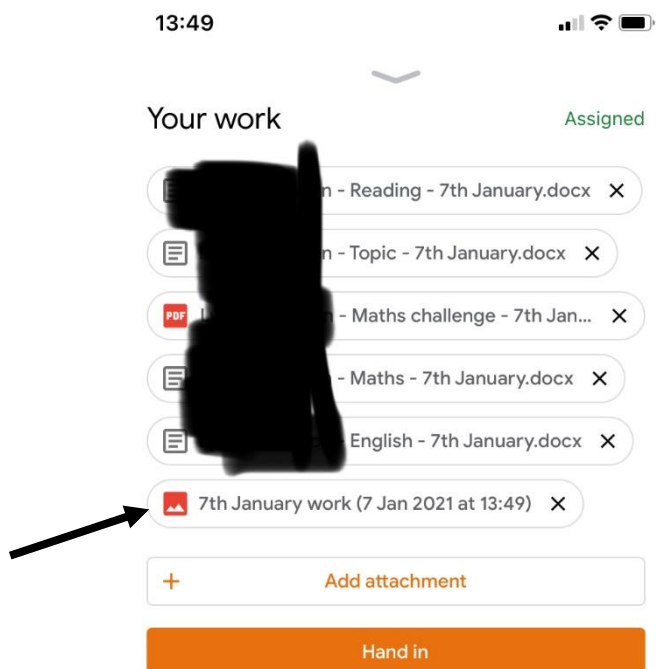 13:49
Your work
Assigned
n - Reading - 7th January.docx
n - Topic - 7th January.docx
PDF
n - Maths challenge - 7th Jan...
- Maths - 7th January.docx
English - 7th January.docx
7th January work (7 Jan 2021 at 13:49)
+ Add attachment
Hand in